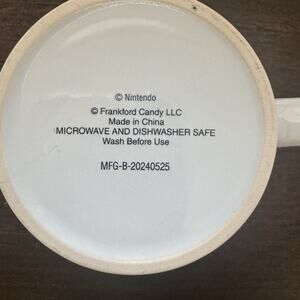 © Nintendo
© Frankford Candy LLC
Made in China
MICROWAVE AND DISHWASHER SAFE
Wash Before Use
MFG-B-20240525